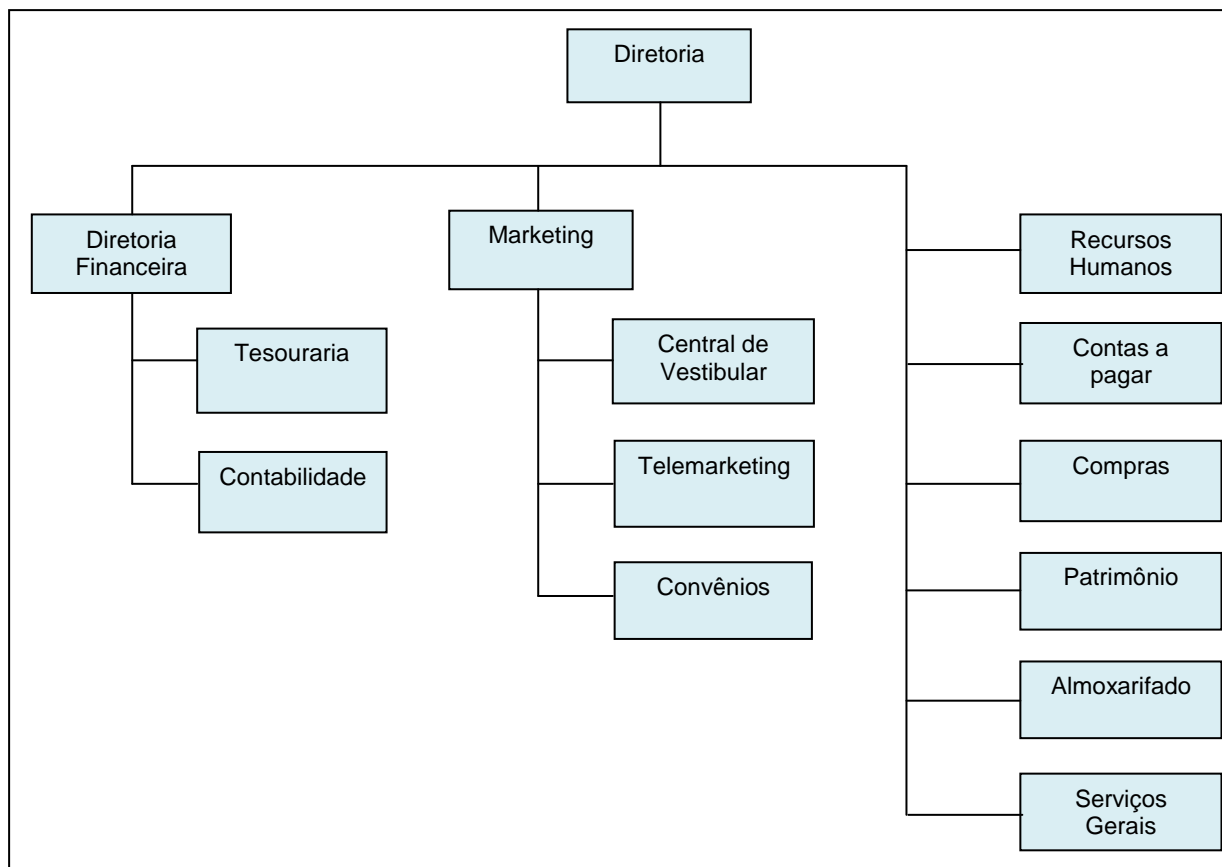 Diretoria
Diretoria
Financeira
Tesouraria
Contabilidade
Marketing
Central de
Vestibular
Telemarketing
Convênios
Recursos
Humanos
Contas a
pagar
Compras
Patrimônio
Almoxarifado
Serviços
Gerais